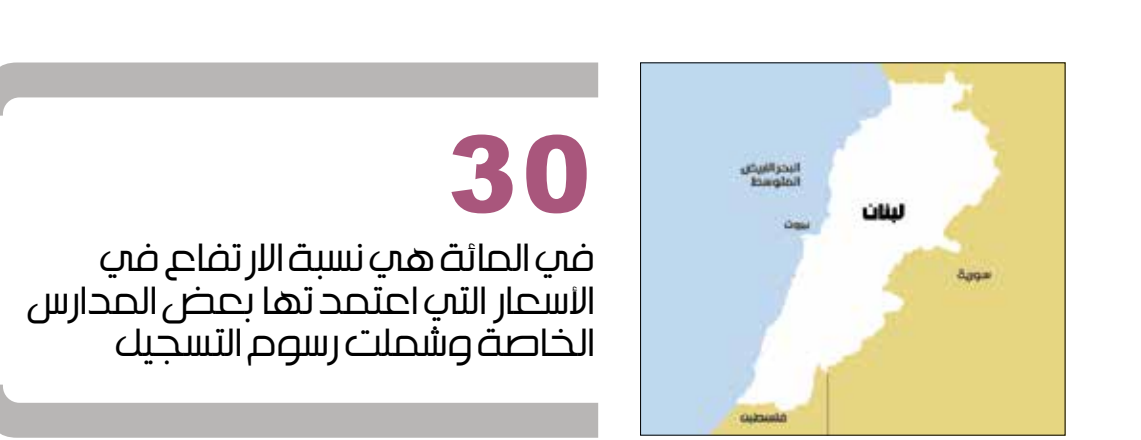 30
في المائة هي نسبة الارتفاع في
الأسعار التي اعتمدتها بعض المدارس
الخاصة وشملت رسوم التسجيل
البحر الأبيض
المتوسط
لبنان
بيروت
سورية
فلسطين